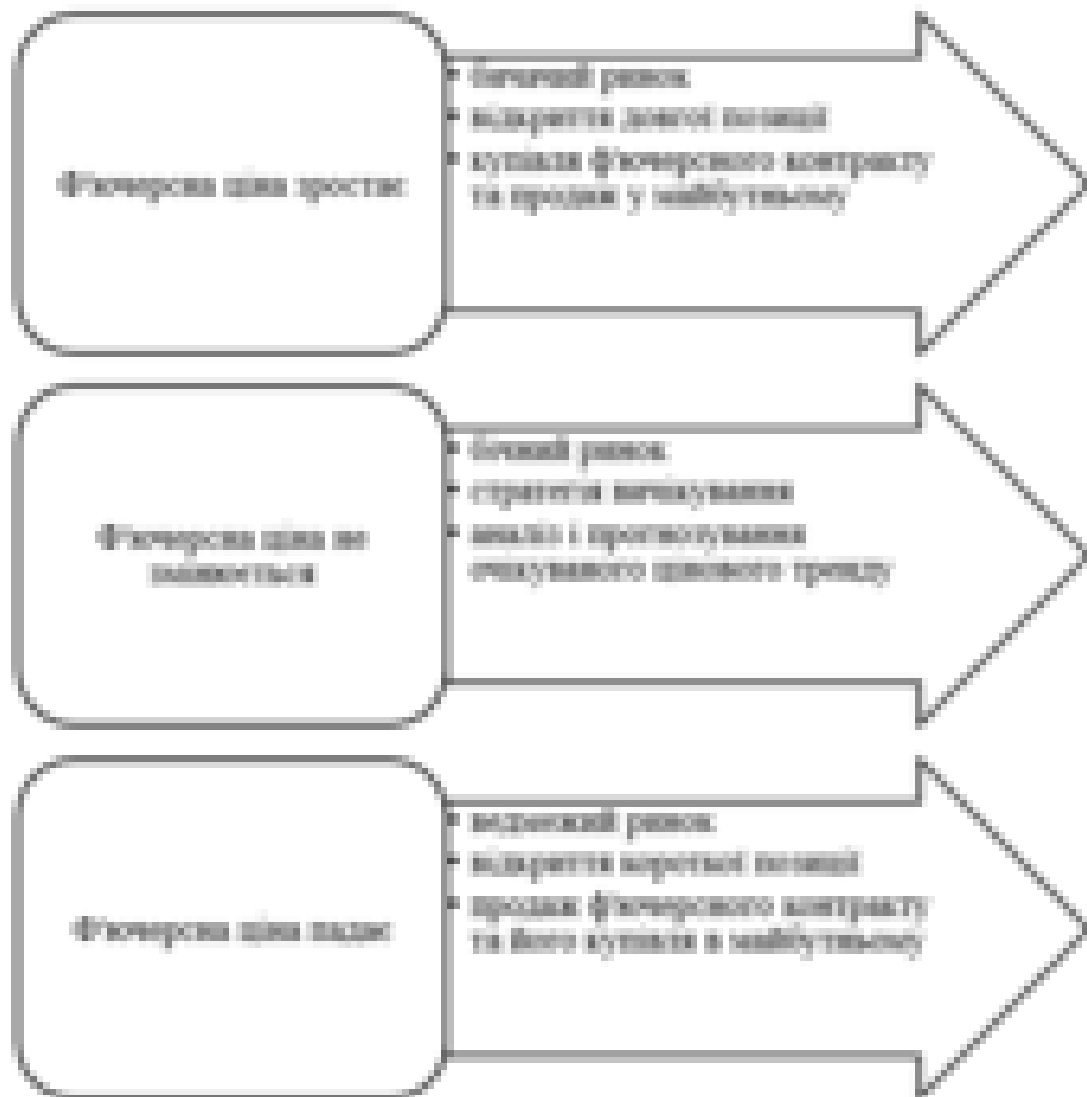 Ф'ючерсна ціна зростає
• бичачий ринок
• відкриття довгої позиції
• купівля ф'ючерсного контракту
та продаж у майбутньому
Ф'ючерсна ціна не
змінюється
• бічний ринок
• стратегія вичікування
• аналіз і прогнозування
очікуваного цінового тренду
Ф'ючерсна ціна падає
• ведмежий ринок
• відкриття короткої позиції
• продаж ф'ючерсного контракту
та його купівля в майбутньому